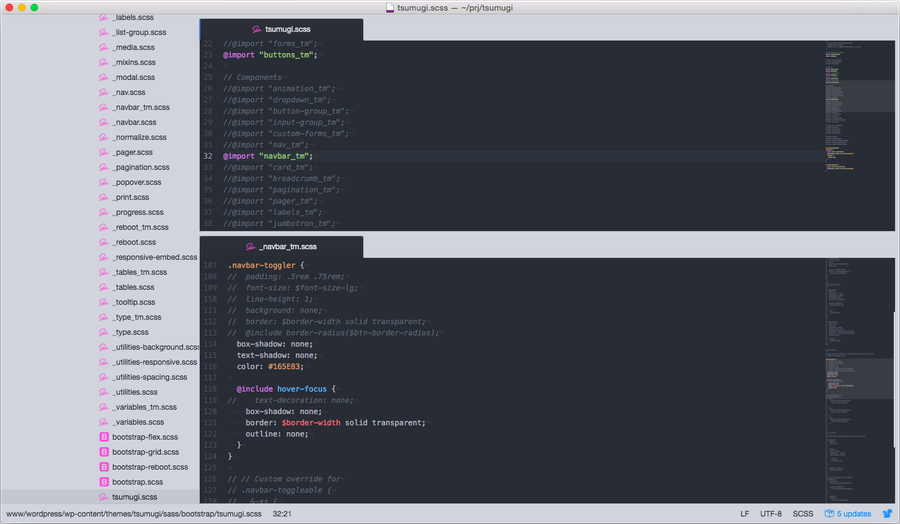 tsumugi.scss — ~/prj/tsumugi
_labels.scss
_list-group.scss
_media.scss
_mixins.scss
_modal.scss
_nav.scss
_navbar_tm.scss
_navbar.scss
_normalize.scss
_pager.scss
_pagination.scss
_popover.scss
_print.scss
_progress.scss
_reboot_tm.scss
_reboot.scss
_responsive-embed.scss
_tables_tm.scss
_tables.scss
_tooltip.scss
_type_tm.scss
_type.scss
_utilities-background.scss
_utilities-responsive.scss
_utilities-spacing.scss
_utilities.scss
_variables_tm.scss
_variables.scss
bootstrap-flex.scss
bootstrap-grid.scss
bootstrap-reboot.scss
bootstrap.scss
tsumugi.scss
tsumugi.scss
22 //@import "forms_tm";
23 @import "buttons_tm";
24
25 // Components
26 //@import "animation_tm";
27 //@import "dropdown_tm";
28 //@import "button-group_tm";
29 //@import "input-group_tm";
30 //@import "custom-forms_tm";
31 //@import "nav_tm";
32 @import "navbar_tm";
33 //@import "card_tm";
34 //@import "breadcrumb_tm";
35 //@import "pagination_tm";
36 //@import "pager_tm";
37 //@import "labels_tm";
38 //@import "jumbotron_tm";
_navbar_tm.scss
107 .navbar-toggler {
108 //  padding: .5rem .75rem;
109 //  font-size: $font-size-lg;
110 //  line-height: 1;
111 //  background: none;
112 //  border: $border-width solid transparent;
113 //  @include border-radius($btn-border-radius);
114   box-shadow: none;
115   text-shadow: none;
116   color: #165E83;
117
118   @include hover-focus {
119 //    text-decoration: none;
120     box-shadow: none;
121     border: $border-width solid transparent;
122     outline: none;
123   }
124 }
125
126 // // Custom override for
127 // .navbar-toggleable {
128 //   &-xs {
www/wordpress/wp-content/themes/tsumugi/sass/bootstrap/tsumugi.scss 32:21 LF UTF-8 SCSS 5 updates